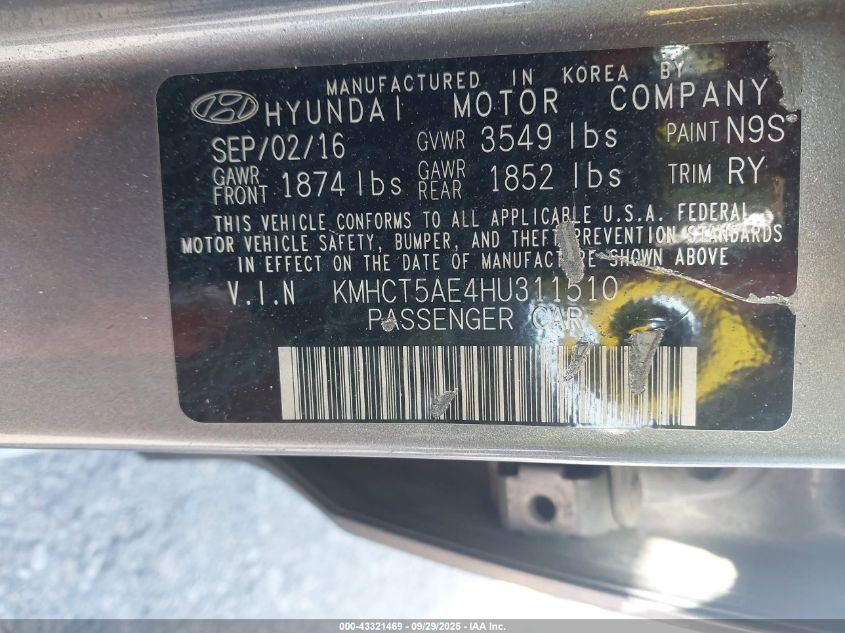 MANUFACTURED IN KOREA BY
HYUNDAI MOTOR COMPANY
SEP/02/16 GVWR 3549 lbs PAINT N9S
GAWR FRONT 1874 lbs GAWR REAR 1852 lbs TRIM RY
THIS VEHICLE CONFORMS TO ALL APPLICABLE U.S.A. FEDERAL
MOTOR VEHICLE SAFETY, BUMPER, AND THEFT PREVENTION STANDARDS
IN EFFECT ON THE DATE OF MANUFACTURE SHOWN ABOVE
V.I.N KMHCT5AE4HU311510
PASSENGER CAR
000-43321469 - 09/29/2025 - IAA Inc.